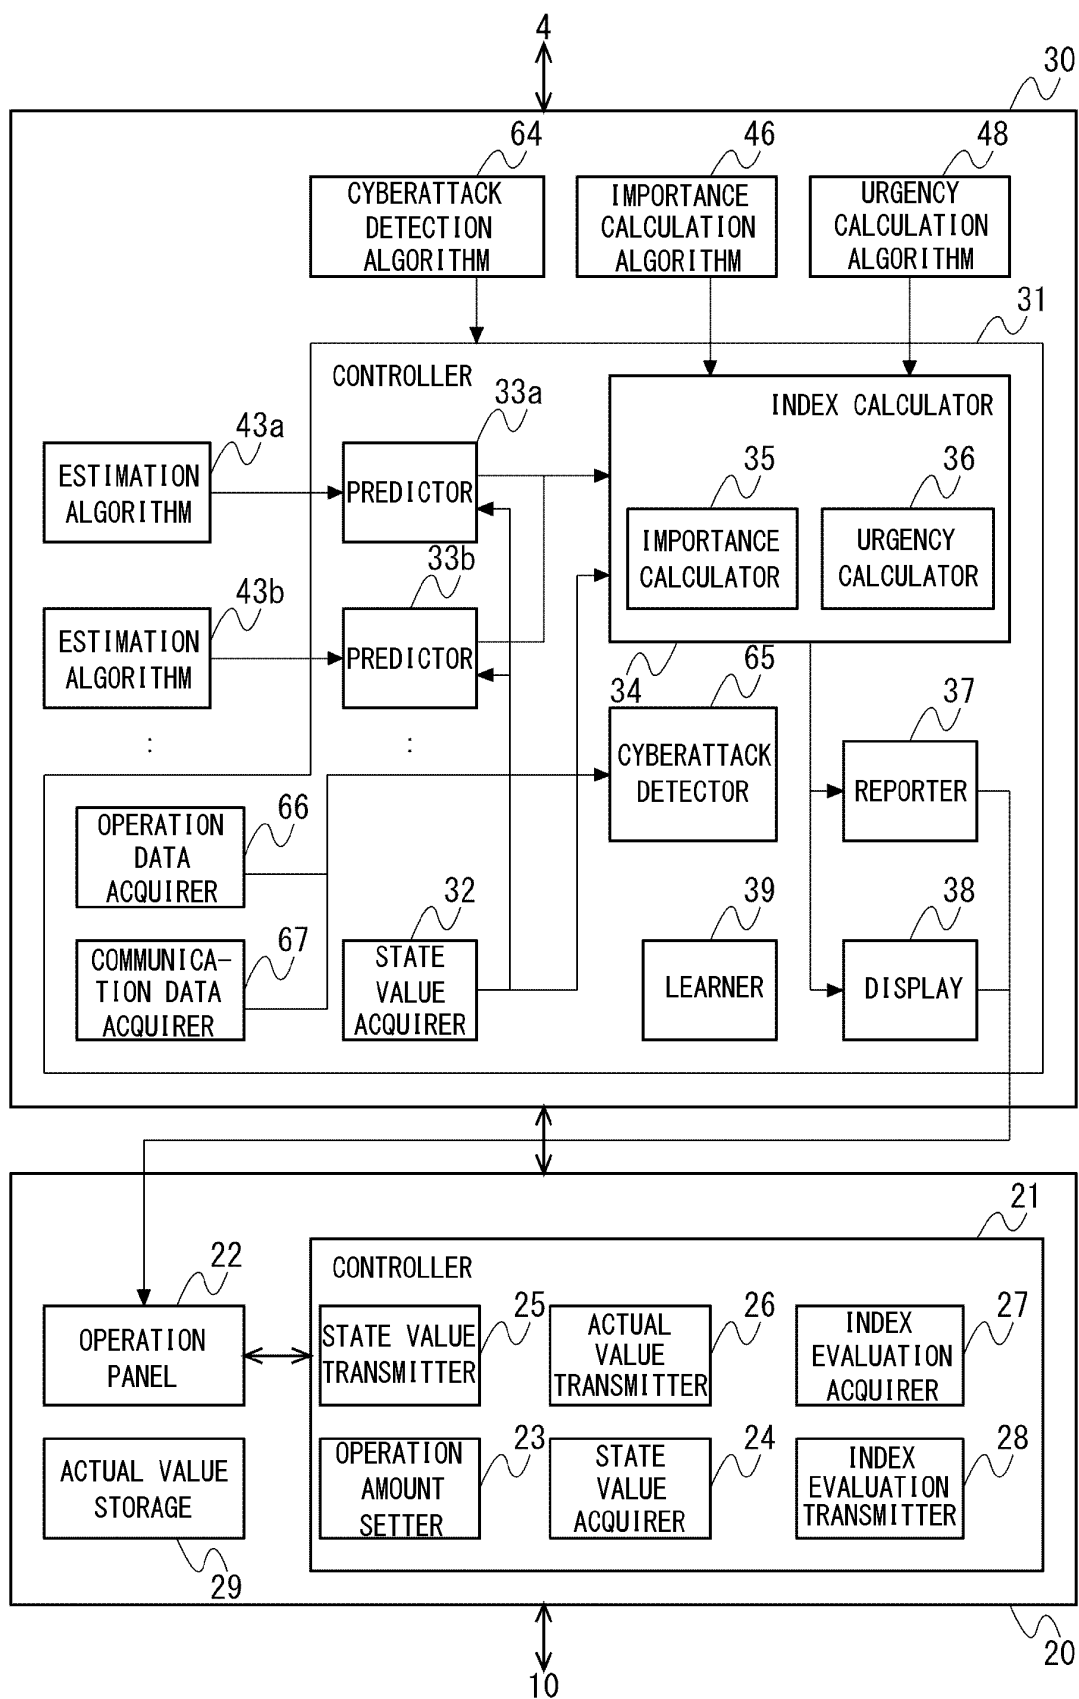 4
30
64
46
48
CYBERATTACK
DETECTION
ALGORITHM
IMPORTANCE
CALCULATION
ALGORITHM
URGENCY
CALCULATION
ALGORITHM
31
CONTROLLER
33a
INDEX CALCULATOR
43a
ESTIMATION
ALGORITHM
PREDICTOR
35
36
IMPORTANCE
CALCULATOR
URGENCY
CALCULATOR
33b
43b
ESTIMATION
ALGORITHM
PREDICTOR
34
65
37
:
:
CYBERATTACK
DETECTOR
REPORTER
66
OPERATION
DATA
ACQUIRER
32
39
38
67
COMMUNICA-
TION DATA
ACQUIRER
STATE
VALUE
ACQUIRER
LEARNER
DISPLAY
21
22
CONTROLLER
25
26
27
OPERATION
PANEL
STATE VALUE
TRANSMITTER
ACTUAL
VALUE
TRANSMITTER
INDEX
EVALUATION
ACQUIRER
23
24
28
ACTUAL VALUE
STORAGE
OPERATION
AMOUNT
SETTER
STATE
VALUE
ACQUIRER
INDEX
EVALUATION
TRANSMITTER
29
20
10